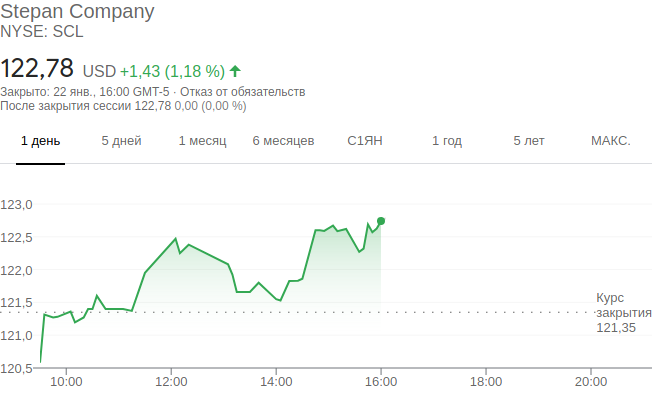 Stepan Company
NYSE: SCL
122,78 USD +1,43 (1,18 %)
Закрыто: 22 янв., 16:00 GMT-5 · Отказ от обязательств
После закрытия сессии 122,78 0,00 (0,00 %)
1 день 5 дней 1 месяц 6 месяцев С1ЯН 1 год 5 лет МАКС.
123,0
122,5
122,0
121,5
121,0
120,5
Курс
закрытия
121,35
10:00 12:00 14:00 16:00 18:00 20:00